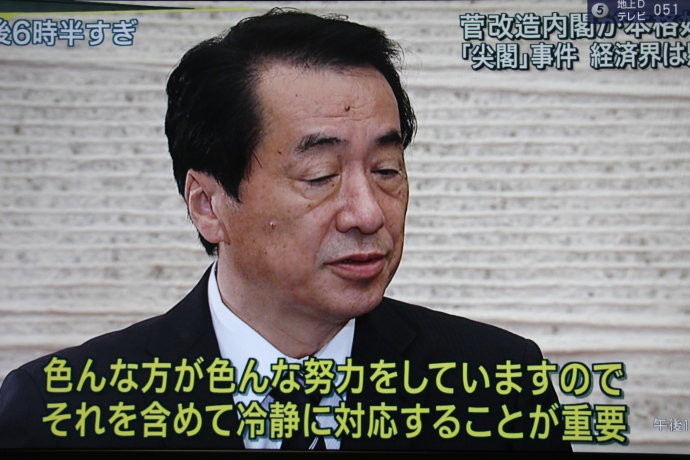 後6時半すぎ
5 地上D
テレビ 051
菅改造内閣が本格始
「尖閣」事件 経済界は
色んな方が色んな努力をしていますので
それを含めて冷静に対応することが重要
午後1